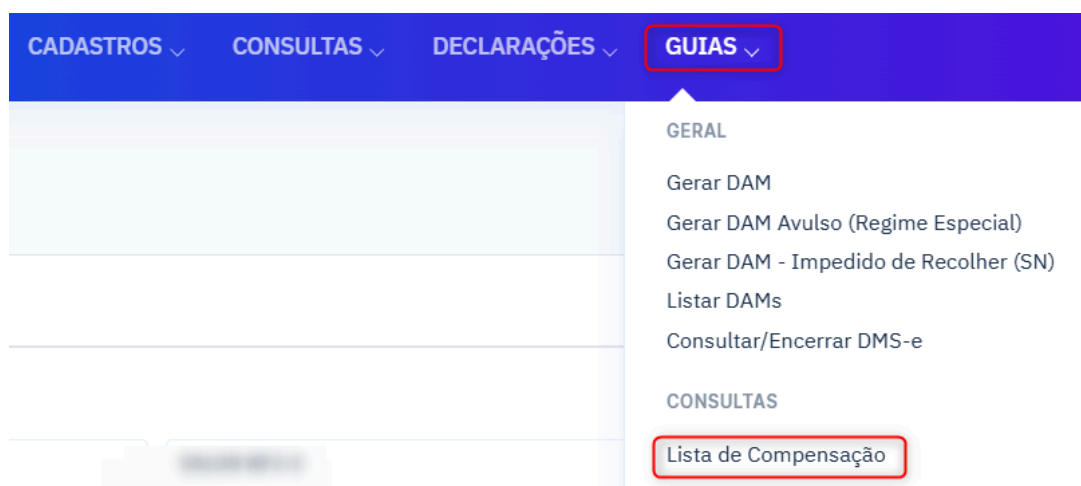 CADASTROS CONSULTAS DECLARAÇÕES GUIAS
GERAL
Gerar DAM
Gerar DAM Avulso (Regime Especial)
Gerar DAM - Impedido de Recolher (SN)
Listar DAMs
Consultar/Encerrar DMS-e
CONSULTAS
Lista de Compensação